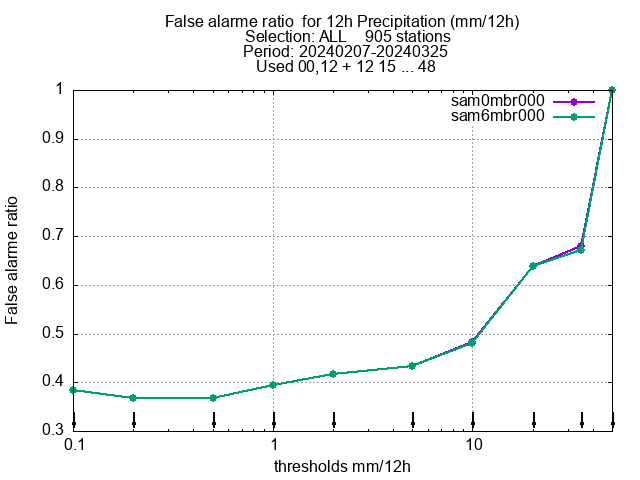 False alarme ratio  for 12h Precipitation (mm/12h)
Selection: ALL    905 stations
Period: 20240207-20240325
Used 00,12 + 12 15 ... 48
sam0mbr000
sam6mbr000
1
0.9
0.8
0.7
0.6
0.5
0.4
0.3
False alarme ratio
0.1 1 10
thresholds mm/12h